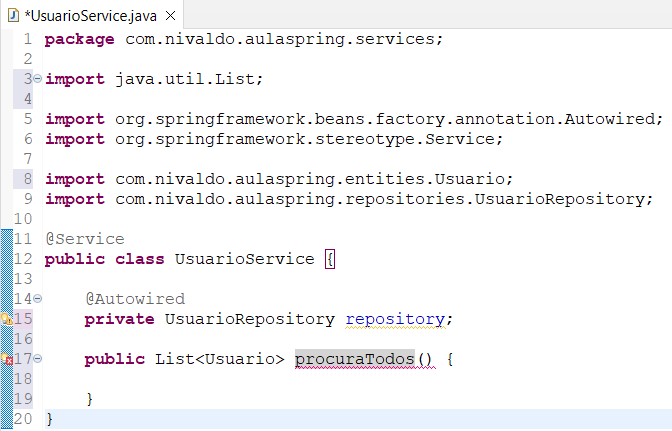 *UsuarioService.java
1 package com.nivaldo.aulaspring.services;
2
3 import java.util.List;
4
5 import org.springframework.beans.factory.annotation.Autowired;
6 import org.springframework.stereotype.Service;
7
8 import com.nivaldo.aulaspring.entities.Usuario;
9 import com.nivaldo.aulaspring.repositories.UsuarioRepository;
10
11 @Service
12 public class UsuarioService {
13
14     @Autowired
15     private UsuarioRepository repository;
16
17     public List<Usuario> procuraTodos() {
18
19     }
20 }